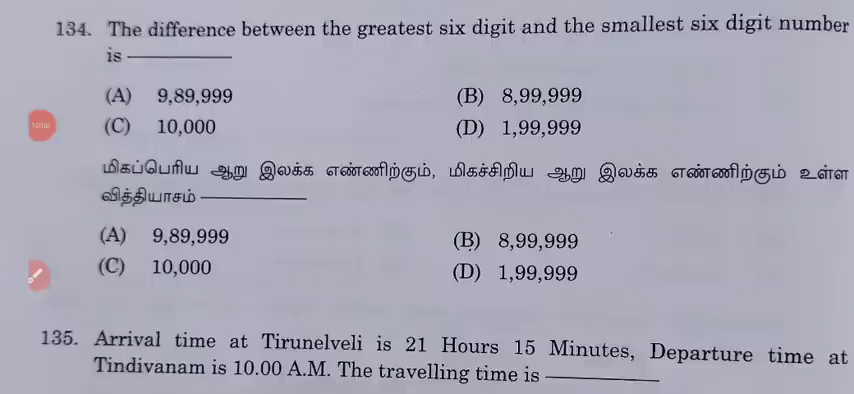 134. The difference between the greatest six digit and the smallest six digit number
is
(A) 9,89,999 (B) 8,99,999
(C) 10,000 (D) 1,99,999
மிகப்பெரிய ஆறு இலக்க எண்ணிற்கும், மிகச்சிறிய ஆறு இலக்க எண்ணிற்கும் உள்ள
வித்தியாசம்
(A) 9,89,999 (B) 8,99,999
(C) 10,000 (D) 1,99,999
135. Arrival time at Tirunelveli is 21 Hours 15 Minutes, Departure time at
Tindivanam is 10.00 A.M. The travelling time is